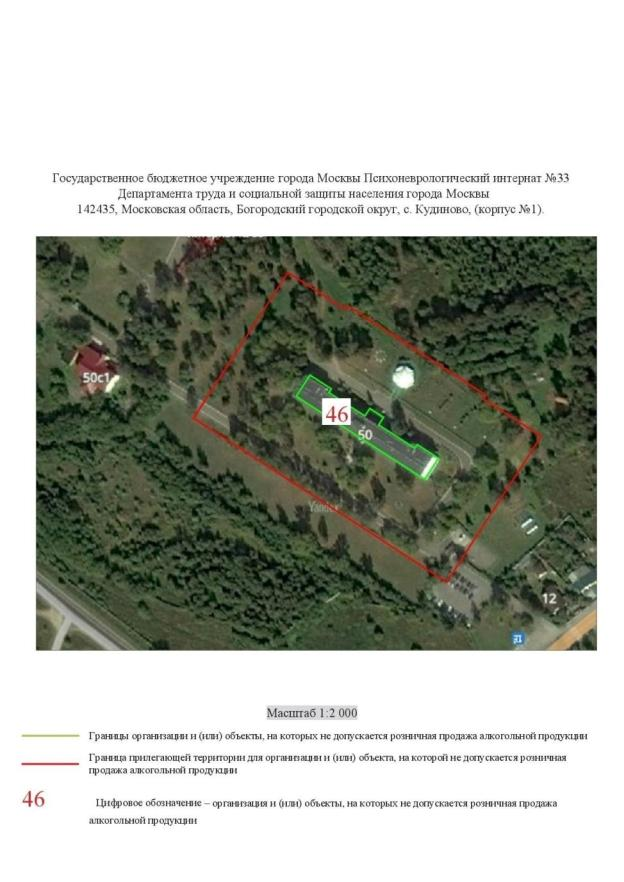 Государственное бюджетное учреждение города Москвы Психоневрологический интернат №33
Департамента труда и социальной защиты населения города Москвы
142435, Московская область, Богородский городской округ, с. Кудиново, (корпус №1).
50с1
46
50
Yandex
12
Масштаб 1:2 000
Границы организации и (или) объекты, на которых не допускается розничная продажа алкогольной продукции
Граница прилегающей территории для организации и (или) объекта, на которой не допускается розничная
продажа алкогольной продукции
46
Цифровое обозначение – организация и (или) объекты, на которых не допускается розничная продажа
алкогольной продукции